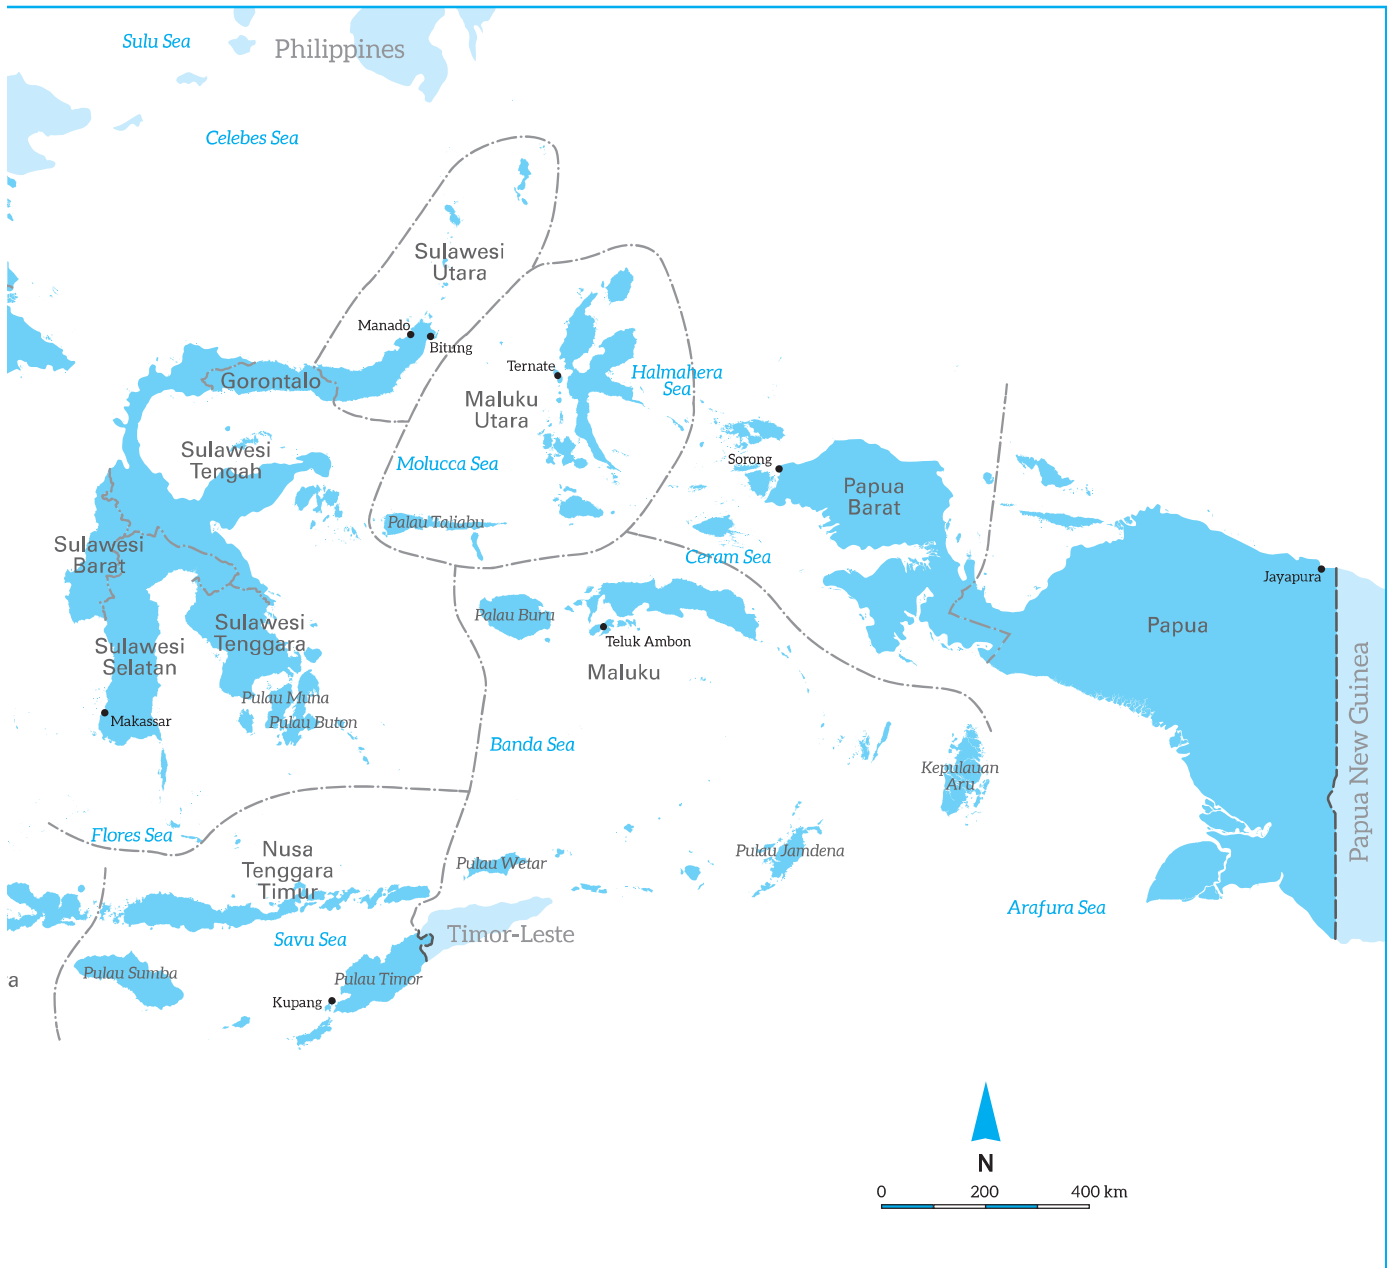 Sulu Sea
Philippines
Celebes Sea
Sulawesi
Utara
Manado
Bitung
Ternate
Halmahera
Sea
Gorontalo
Maluku
Utara
Sulawesi
Tengah
Molucca Sea
Sorong
Papua
Barat
Palau Taliabu
Sulawesi
Barat
Ceram Sea
Jayapura
Palau Buru
Sulawesi
Tenggara
Teluk Ambon
Papua
Sulawesi
Selatan
Maluku
Pulau Muna
Makassar
Pulau Buton
Banda Sea
Kepulauan
Aru
Papua New Guinea
Flores Sea
Nusa
Tenggara
Timur
Pulau Wetar
Pulau Jamdena
Arafura Sea
Savu Sea
Timor-Leste
a
Pulau Sumba
Pulau Timor
Kupang
N
0 200 400 km